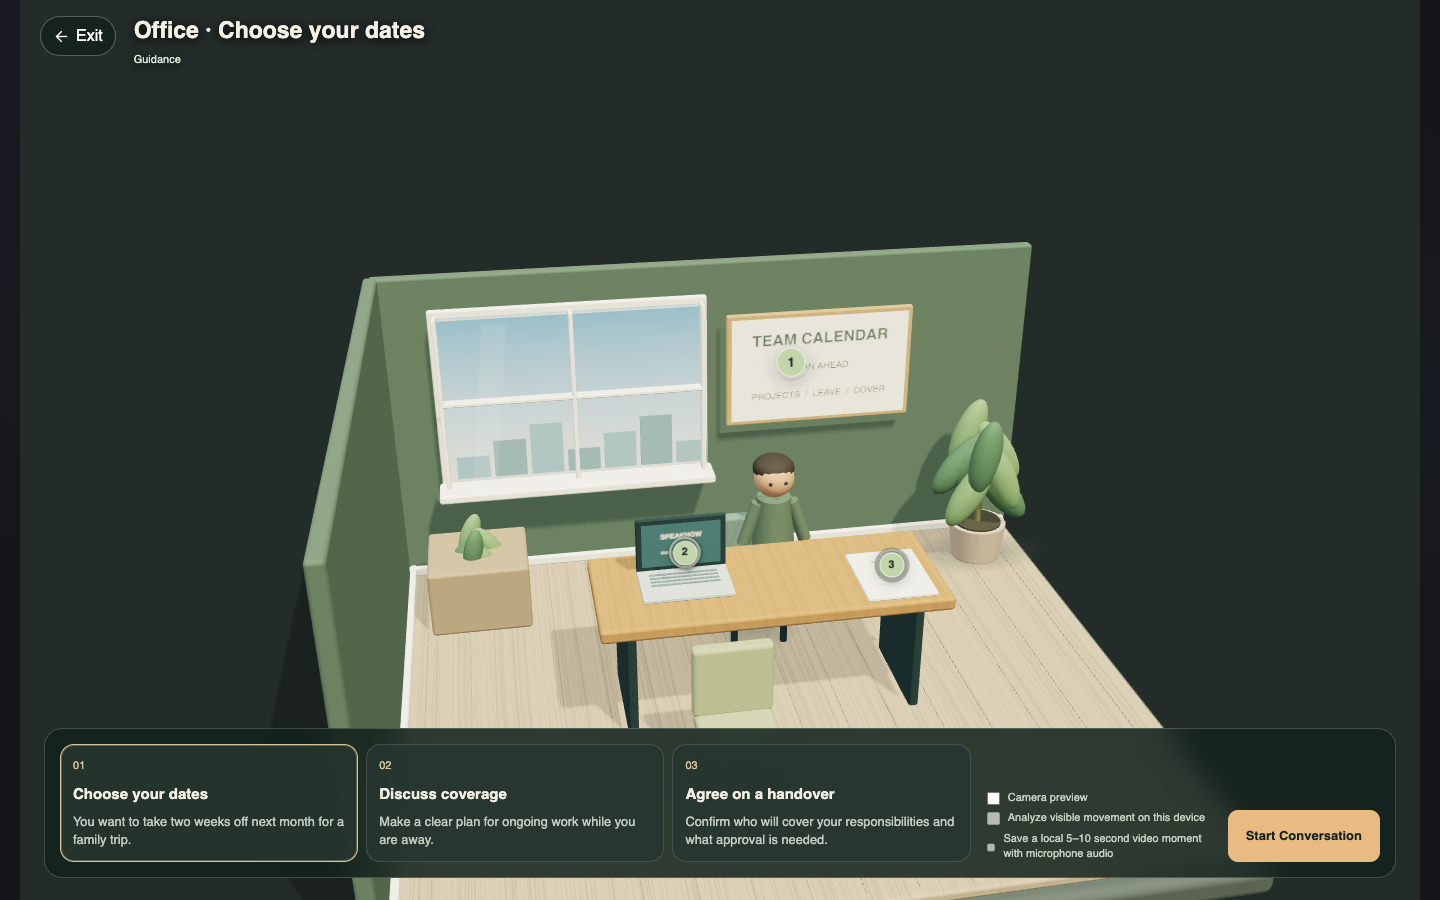 ← Exit
Office · Choose your dates
Guidance
TEAM CALENDAR
1
AHEAD
PROJECTS / LEAVE / COVER
SPEAKNOW
2
3
01
Choose your dates
You want to take two weeks off next month for a
family trip.
02
Discuss coverage
Make a clear plan for ongoing work while you
are away.
03
Agree on a handover
Confirm who will cover your responsibilities and
what approval is needed.
Camera preview
Analyze visible movement on this device
Save a local 5–10 second video moment
with microphone audio
Start Conversation